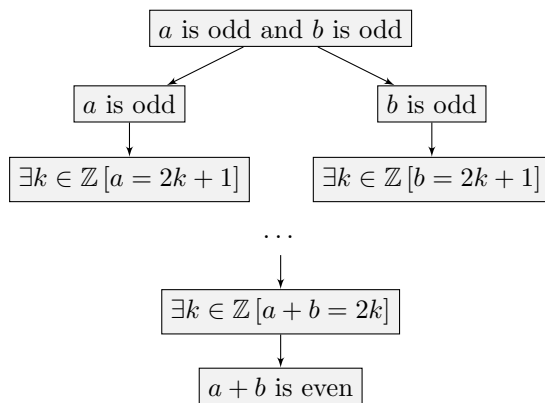 a is odd and b is odd
a is odd
b is odd
∃k ∈ ℤ [a = 2k + 1]
∃k ∈ ℤ [b = 2k + 1]
...
∃k ∈ ℤ [a + b = 2k]
a + b is even